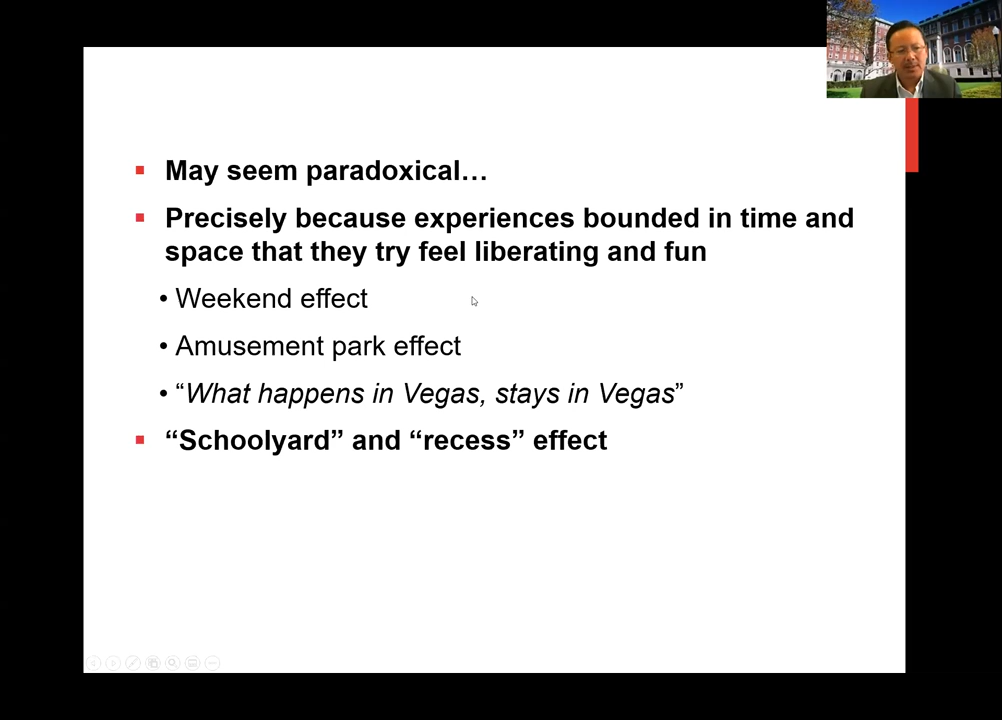 ▪ May seem paradoxical…
▪ Precisely because experiences bounded in time and
space that they try feel liberating and fun
• Weekend effect
• Amusement park effect
• “What happens in Vegas, stays in Vegas”
▪ “Schoolyard” and “recess” effect